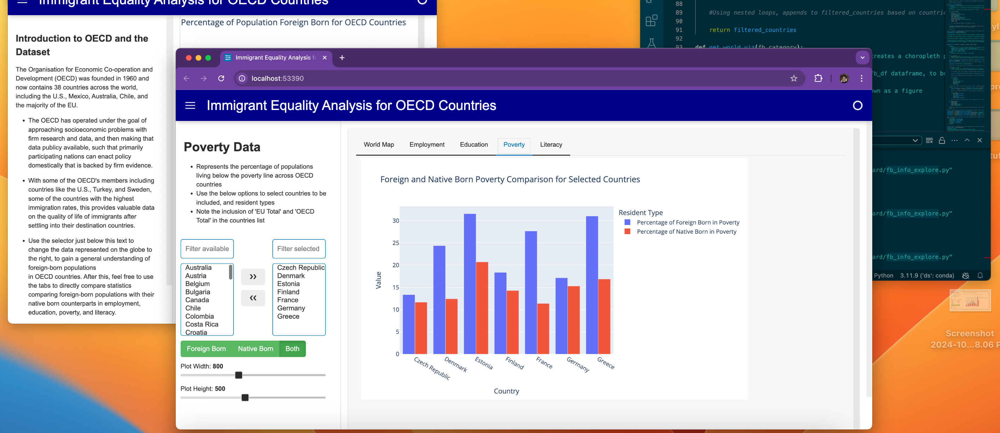 Immigrant Equality Analysis for OECD Countries
Percentage of Population Foreign Born for OECD Countries
Introduction to OECD and the
Dataset
The Organisation for Economic Co-operation and
Development (OECD) was founded in 1960 and
now contains 38 countries across the world,
including the U.S., Mexico, Australia, Chile, and
the majority of the EU.
• The OECD has operated under the goal of
approaching socioeconomic problems with
firm research and data, and then making that
data publicy available, such that primarily
participating nations can enact policy
domestically that is backed by firm evidence.
• With some of the OECD's members including
countries like the U.S., Turkey, and Sweden,
some of the countries with the highest
immigration rates, this provides valuable data
on the quality of life of immigrants after
settling into their destination countries.
• Use the selector just below this text to
change the data represented on the globe to
the right, to gain a general understanding of
foreign-born populations
in OECD countries. After this, feel free to use
the tabs to directly compare statistics
comparing foreign-born populations with their
native born counterparts in employment,
education, poverty, and literacy.
Immigrant Equality Analysis fo
localhost:53390
Immigrant Equality Analysis for OECD Countries
Poverty Data
• Represents the percentage of populations
living below the poverty line across OECD
countries
• Use the below options to select countries to be
included, and resident types
• Note the inclusion of 'EU Total' and 'OECD
Total' in the countries list
Filter available
Filter selected
Australia
Austria
Belgium
Bulgaria
Canada
Chile
Colombia
Costa Rica
Croatia
>>
<<
Czech Republic
Denmark
Estonia
Finland
France
Germany
Greece
Foreign Born Native Born Both
Plot Width: 800
Plot Height: 500
World Map Employment Education Poverty Literacy
Foreign and Native Born Poverty Comparison for Selected Countries
Value
30
25
20
15
10
5
0
Czech Republic
Denmark
Estonia
Finland
France
Germany
Greece
Country
Resident Type
Percentage of Foreign Born in Poverty
Percentage of Native Born in Poverty
88
89 #Using nested loops, appends to filtered_countries based on countrie
90
91 return filtered_countries
92
93 def get_world_viz(fb_category):
creates a choropleth p
fb_df dataframe, to be
own as a figure
ard/fb_info_explore.py"
ard/fb_info_explore.py"
ard/fb_info_explore.py"
Python 3.11.9 ('ds': conda)
Screenshot
2024-10...8.06 P